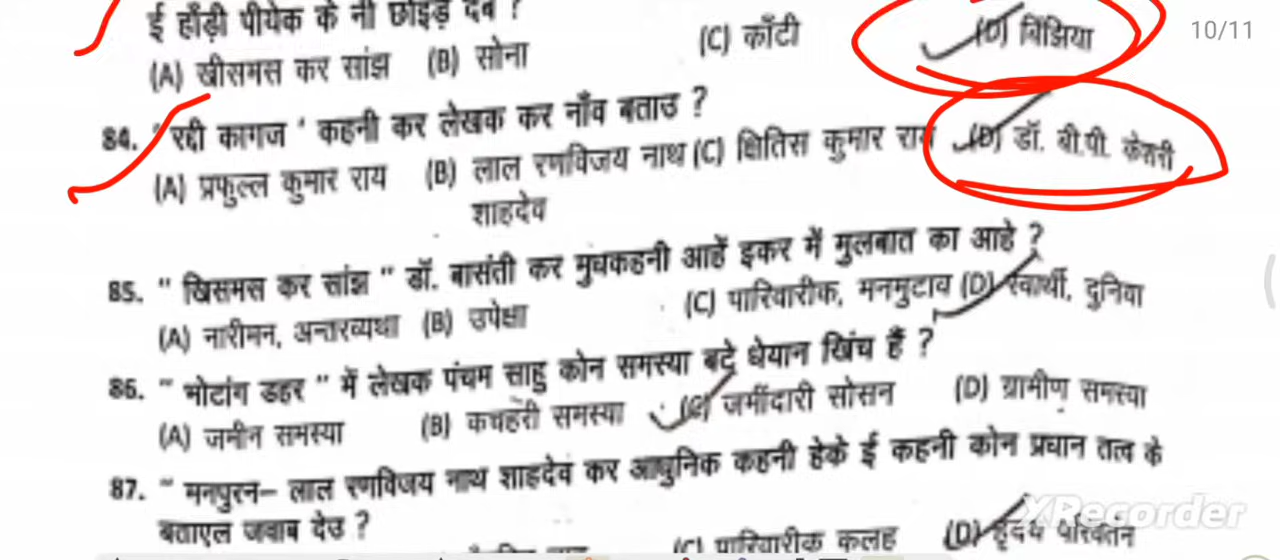 ई हाँड़ी पीयेक के नी छोइड़ देब ?
(A) खीसमस कर सांझ (B) सोना (C) काँटी (D) बिंझिया
10/11
84. ' रद्दी कागज ' कहनी कर लेखक कर नाँव बताउ ?
(A) प्रफुल्ल कुमार राय (B) लाल रणविजय नाथ (C) क्षितिस कुमार राय (D) डॉ. बी.पी. केशरी
शाहदेव
85. " खिसमस कर सांझ " डॉ. बासंती कर मुधकहनी आहें इकर में मुलबात का आहे ?
(A) नारीमन, अन्तरव्यथा (B) उपेक्षा (C) पारिवारीक, मनमुटाव (D) स्वार्थी, दुनिया
86. " भोटांग डहर " में लेखक पंचम साहु कोन समस्या बटे धेयान खिंच हैं ?
(A) जमीन समस्या (B) कचहरी समस्या (C) जमींदारी सोसन (D) ग्रामीण समस्या
87. " मनपुरन– लाल रणविजय नाथ शाहदेव कर आधुनिक कहनी हेके ई कहनी कोन प्रधान तत्व के
बताएल जवाब देउ ?
XRecorder
(C) पारिवारीक कलह (D) हृदय परिवर्तन